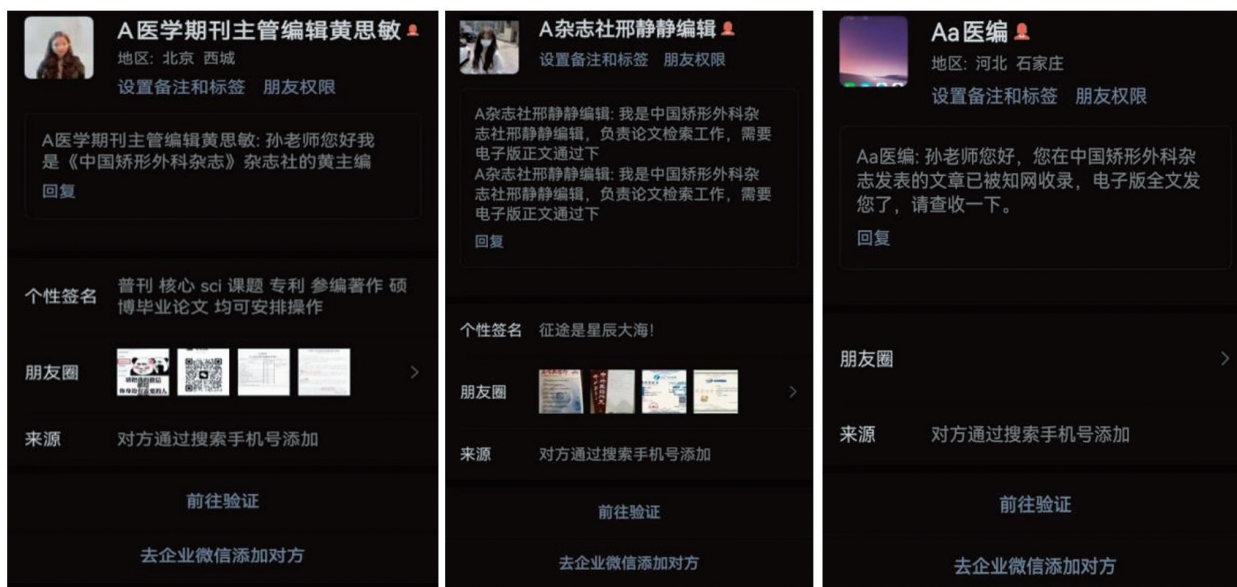 A医学期刊主管编辑黄思敏
地区: 北京 西城
设置备注和标签 朋友权限
A医学期刊主管编辑黄思敏: 孙老师您好我
是《中国矫形外科杂志》杂志社的黄主编
回复
个性签名
普刊 核心 sci 课题 专利 参编著作 硕
博毕业论文 均可安排操作
朋友圈
来源
对方通过搜索手机号添加
前往验证
去企业微信添加对方
A杂志社邢静静编辑
设置备注和标签 朋友权限
A杂志社邢静静编辑: 我是中国矫形外科杂
志社邢静静编辑，负责论文检索工作，需要
电子版正文通过下
A杂志社邢静静编辑: 我是中国矫形外科杂
志社邢静静编辑，负责论文检索工作，需要
电子版正文通过下
回复
个性签名 征途是星辰大海！
朋友圈
来源 对方通过搜索手机号添加
前往验证
去企业微信添加对方
Aa医编
地区: 河北 石家庄
设置备注和标签 朋友权限
Aa医编: 孙老师您好，您在中国矫形外科杂
志发表的文章已被知网收录，电子版全文发
您了，请查收一下。
回复
朋友圈
来源 对方通过搜索手机号添加
前往验证
去企业微信添加对方